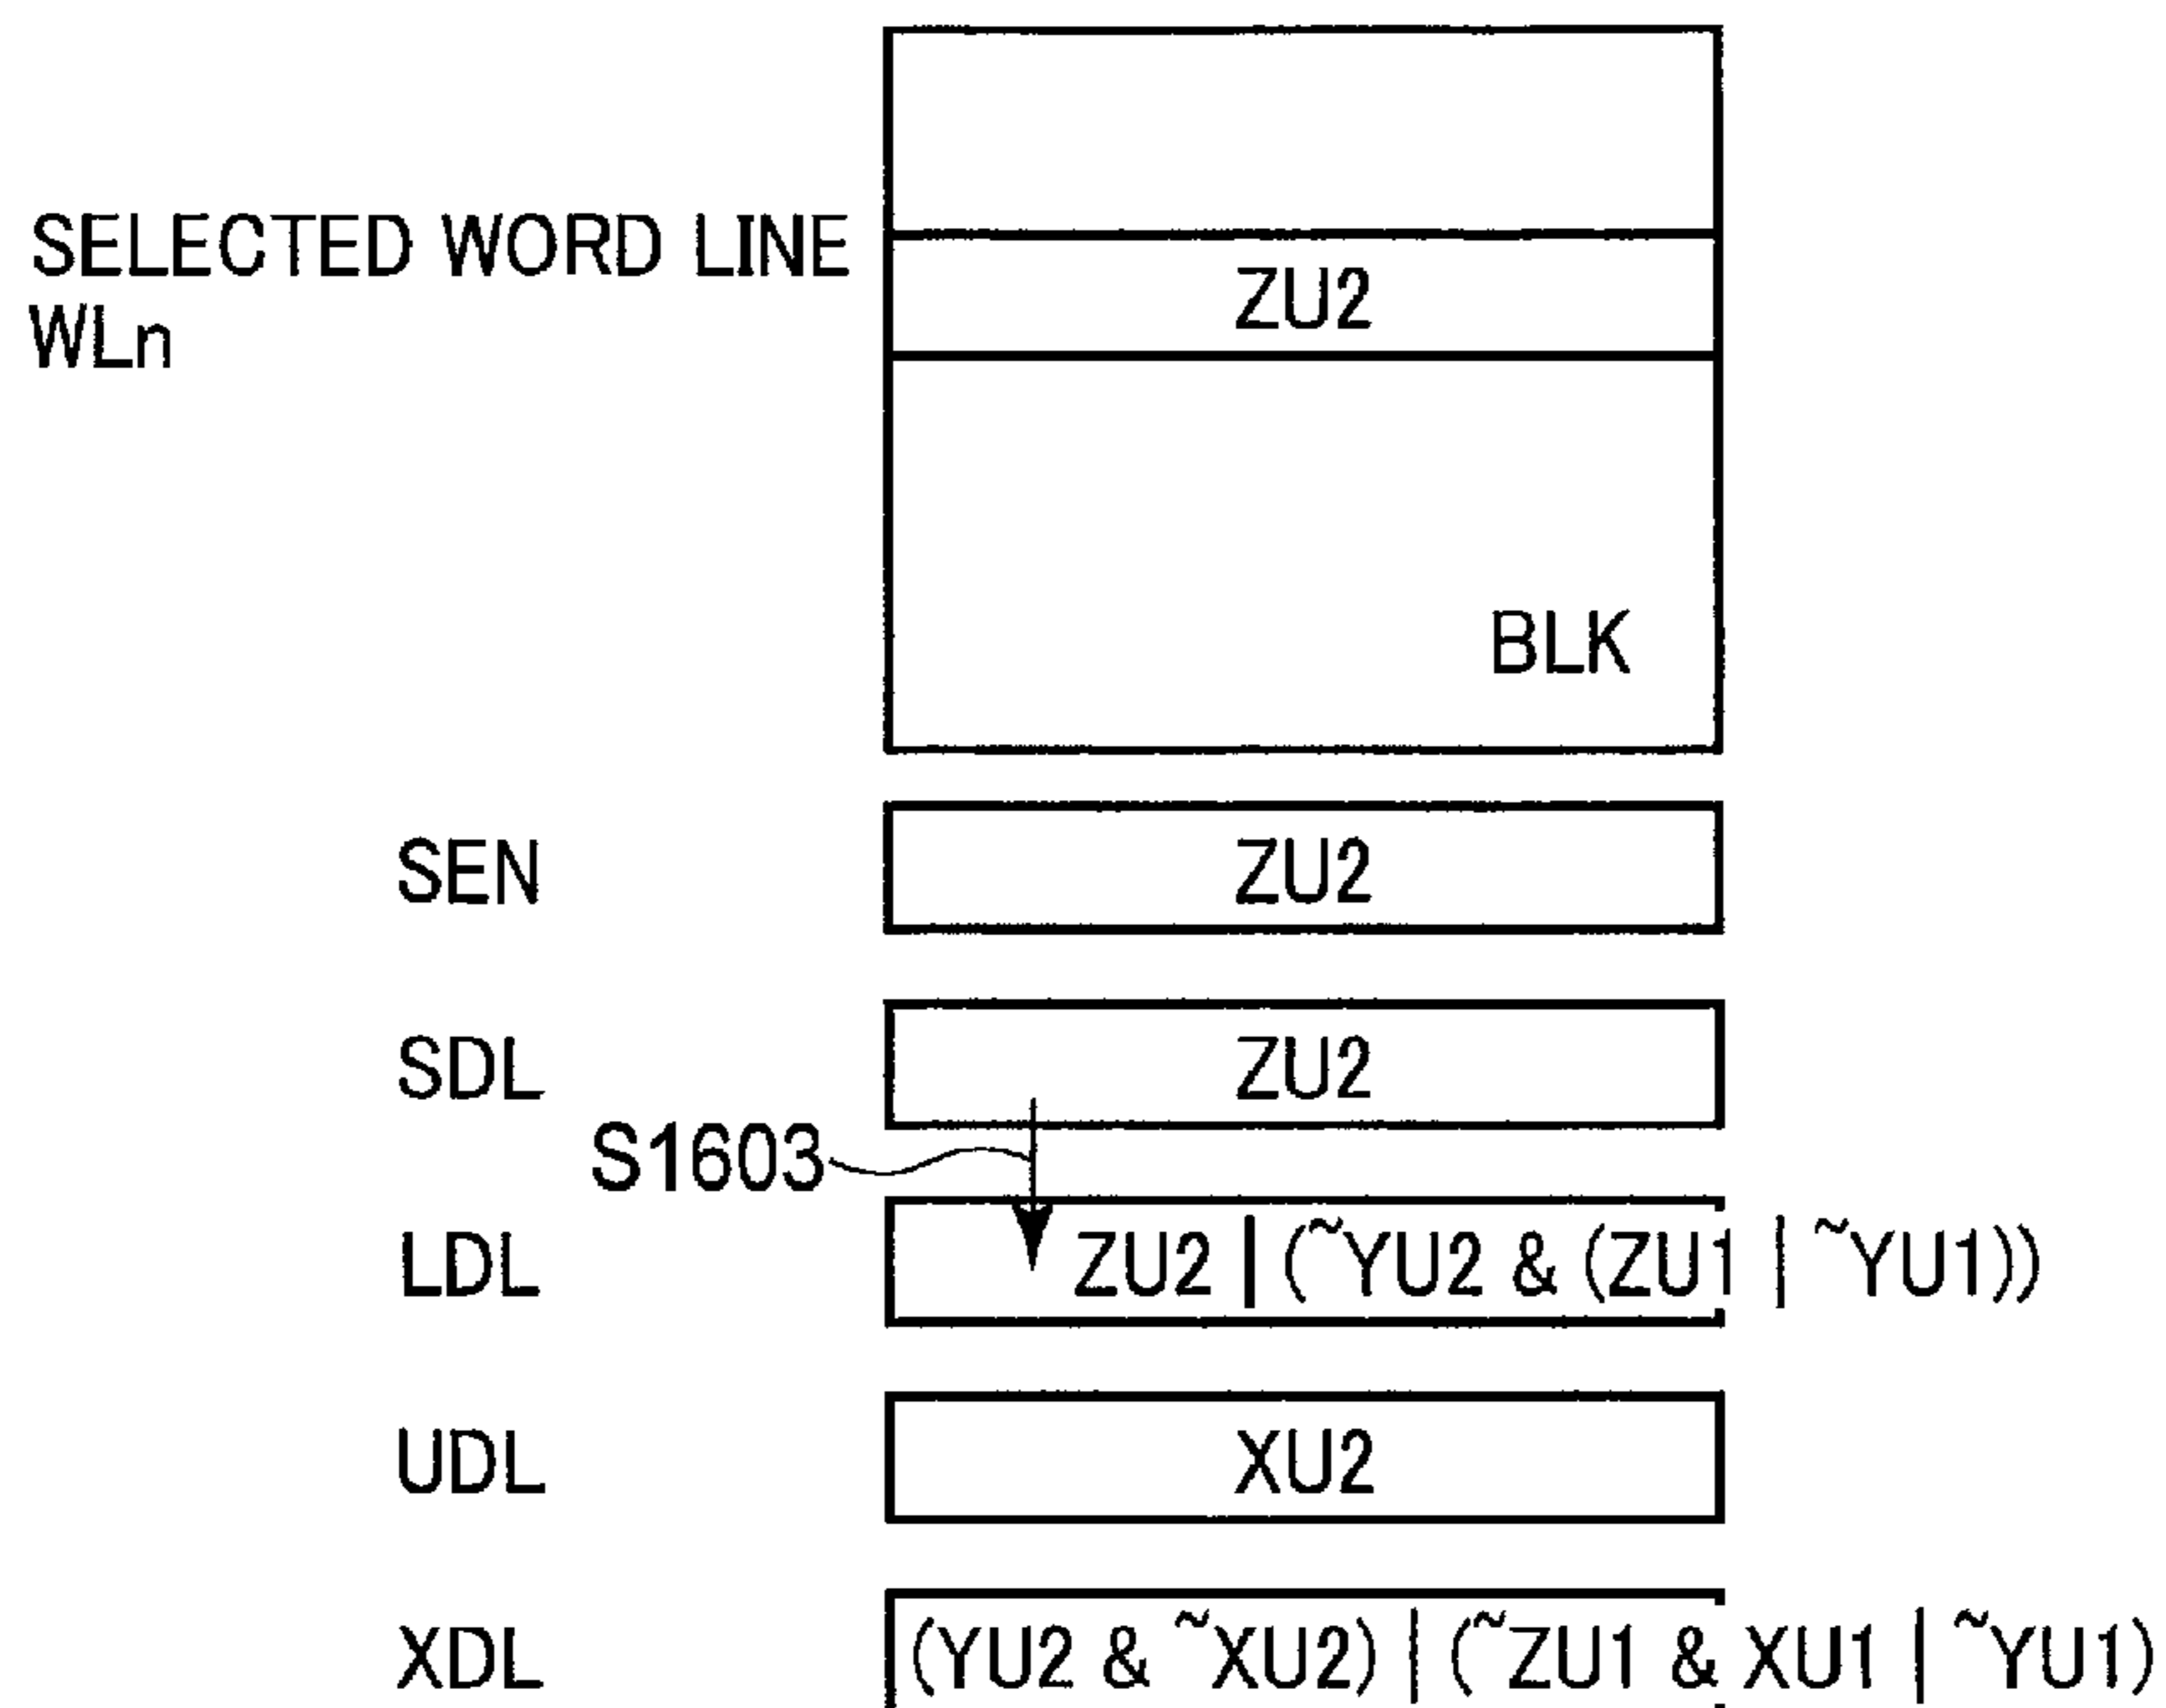 SELECTED WORD LINE
WLn
ZU2
BLK
SEN
ZU2
SDL
ZU2
S1603
LDL
ZU2 | (~YU2 & (ZU1 | ~YU1))
UDL
XU2
XDL
(YU2 & ~XU2) | (~ZU1 & XU1 | ~YU1)